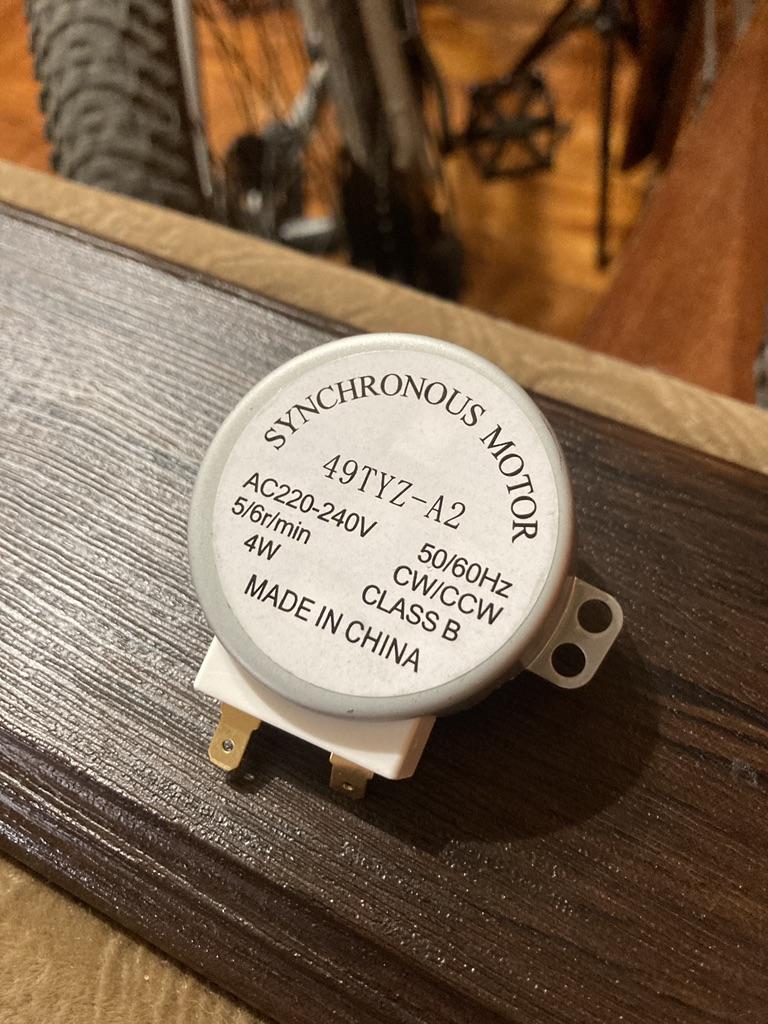 SYNCHRONOUS MOTOR
49TYZ-A2
AC220-240V 50/60Hz
5/6r/min CW/CCW
4W CLASS B
MADE IN CHINA